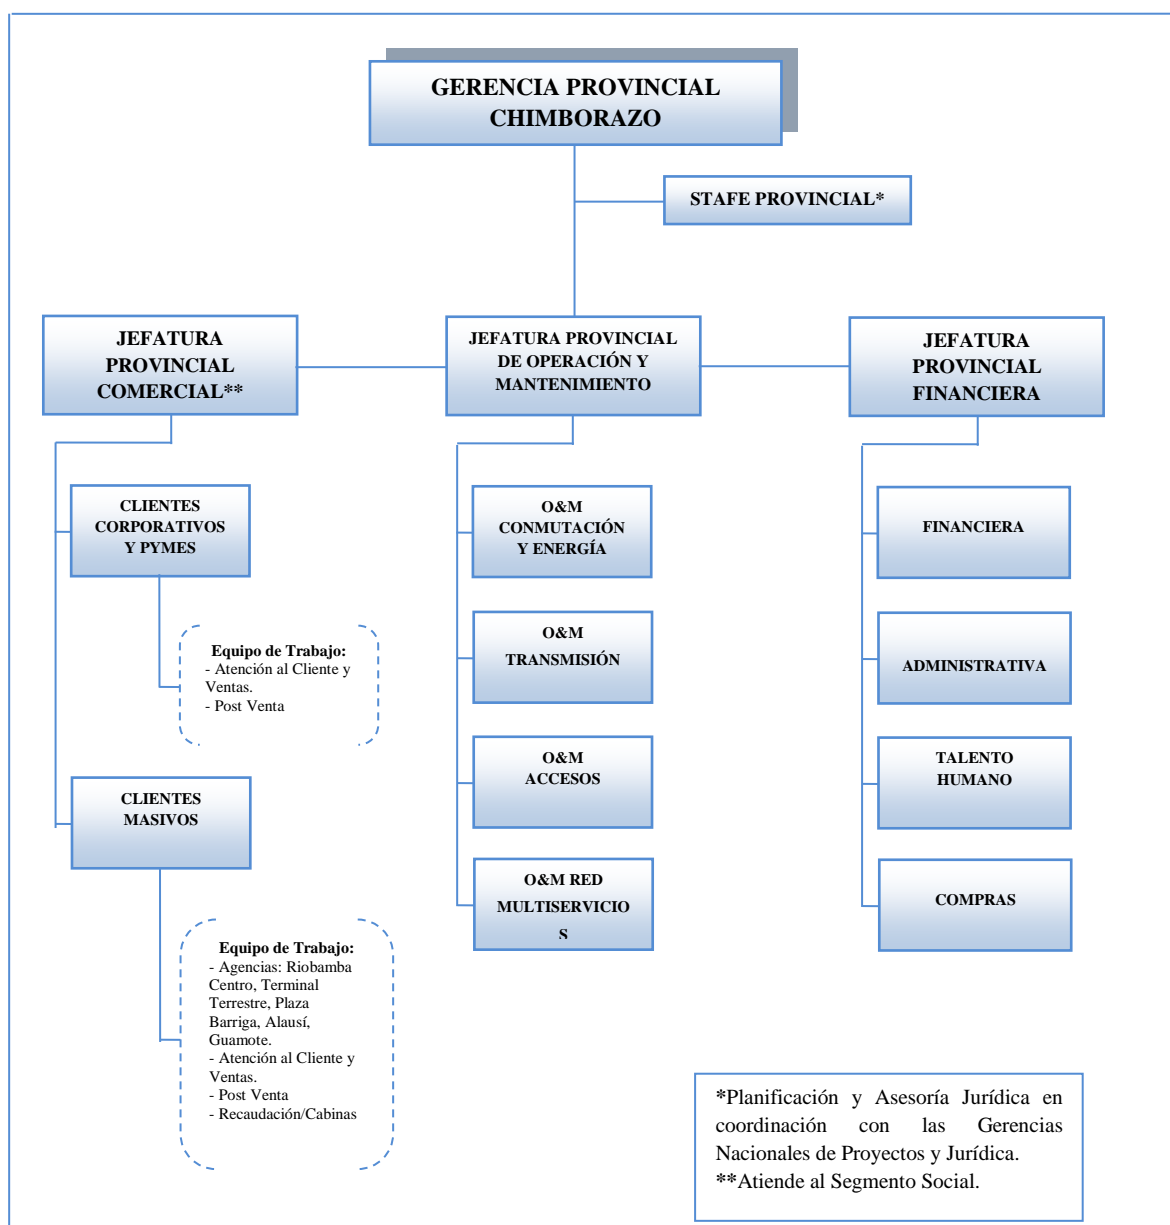 GERENCIA PROVINCIAL
CHIMBORAZO
STAFE PROVINCIAL*
JEFATURA
PROVINCIAL
COMERCIAL**
JEFATURA PROVINCIAL
DE OPERACIÓN Y
MANTENIMIENTO
JEFATURA
PROVINCIAL
FINANCIERA
CLIENTES
CORPORATIVOS
Y PYMES
Equipo de Trabajo:
- Atención al Cliente y
Ventas.
- Post Venta
CLIENTES
MASIVOS
Equipo de Trabajo:
- Agencias: Riobamba
Centro, Terminal
Terrestre, Plaza
Barriga, Alausí,
Guamote.
- Atención al Cliente y
Ventas.
- Post Venta
- Recaudación/Cabinas
O&M
CONMUTACIÓN
Y ENERGÍA
O&M
TRANSMISIÓN
O&M
ACCESOS
O&M RED
MULTISERVICIO
S
FINANCIERA
ADMINISTRATIVA
TALENTO
HUMANO
COMPRAS
*Planificación y Asesoría Jurídica en
coordinación con las Gerencias
Nacionales de Proyectos y Jurídica.
**Atiende al Segmento Social.